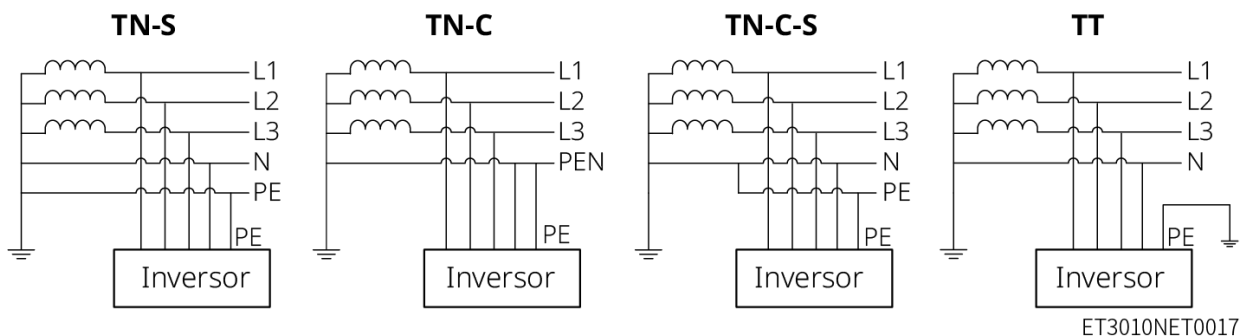 TN-S
L1
L2
L3
N
PE
PE
Inversor
TN-C
L1
L2
L3
PEN
PE
Inversor
TN-C-S
L1
L2
L3
N
PE
PE
Inversor
TT
L1
L2
L3
N
PE
Inversor
ET3010NET0017